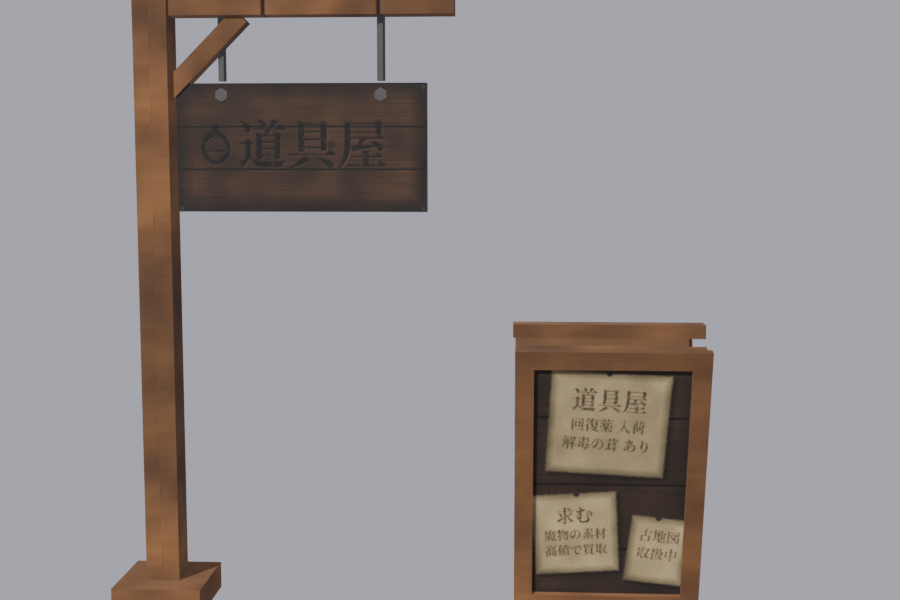 道具屋
道具屋
回復薬 入荷
解毒の茸 あり
求む
魔物の素材
高値で買取
古地図
取扱中